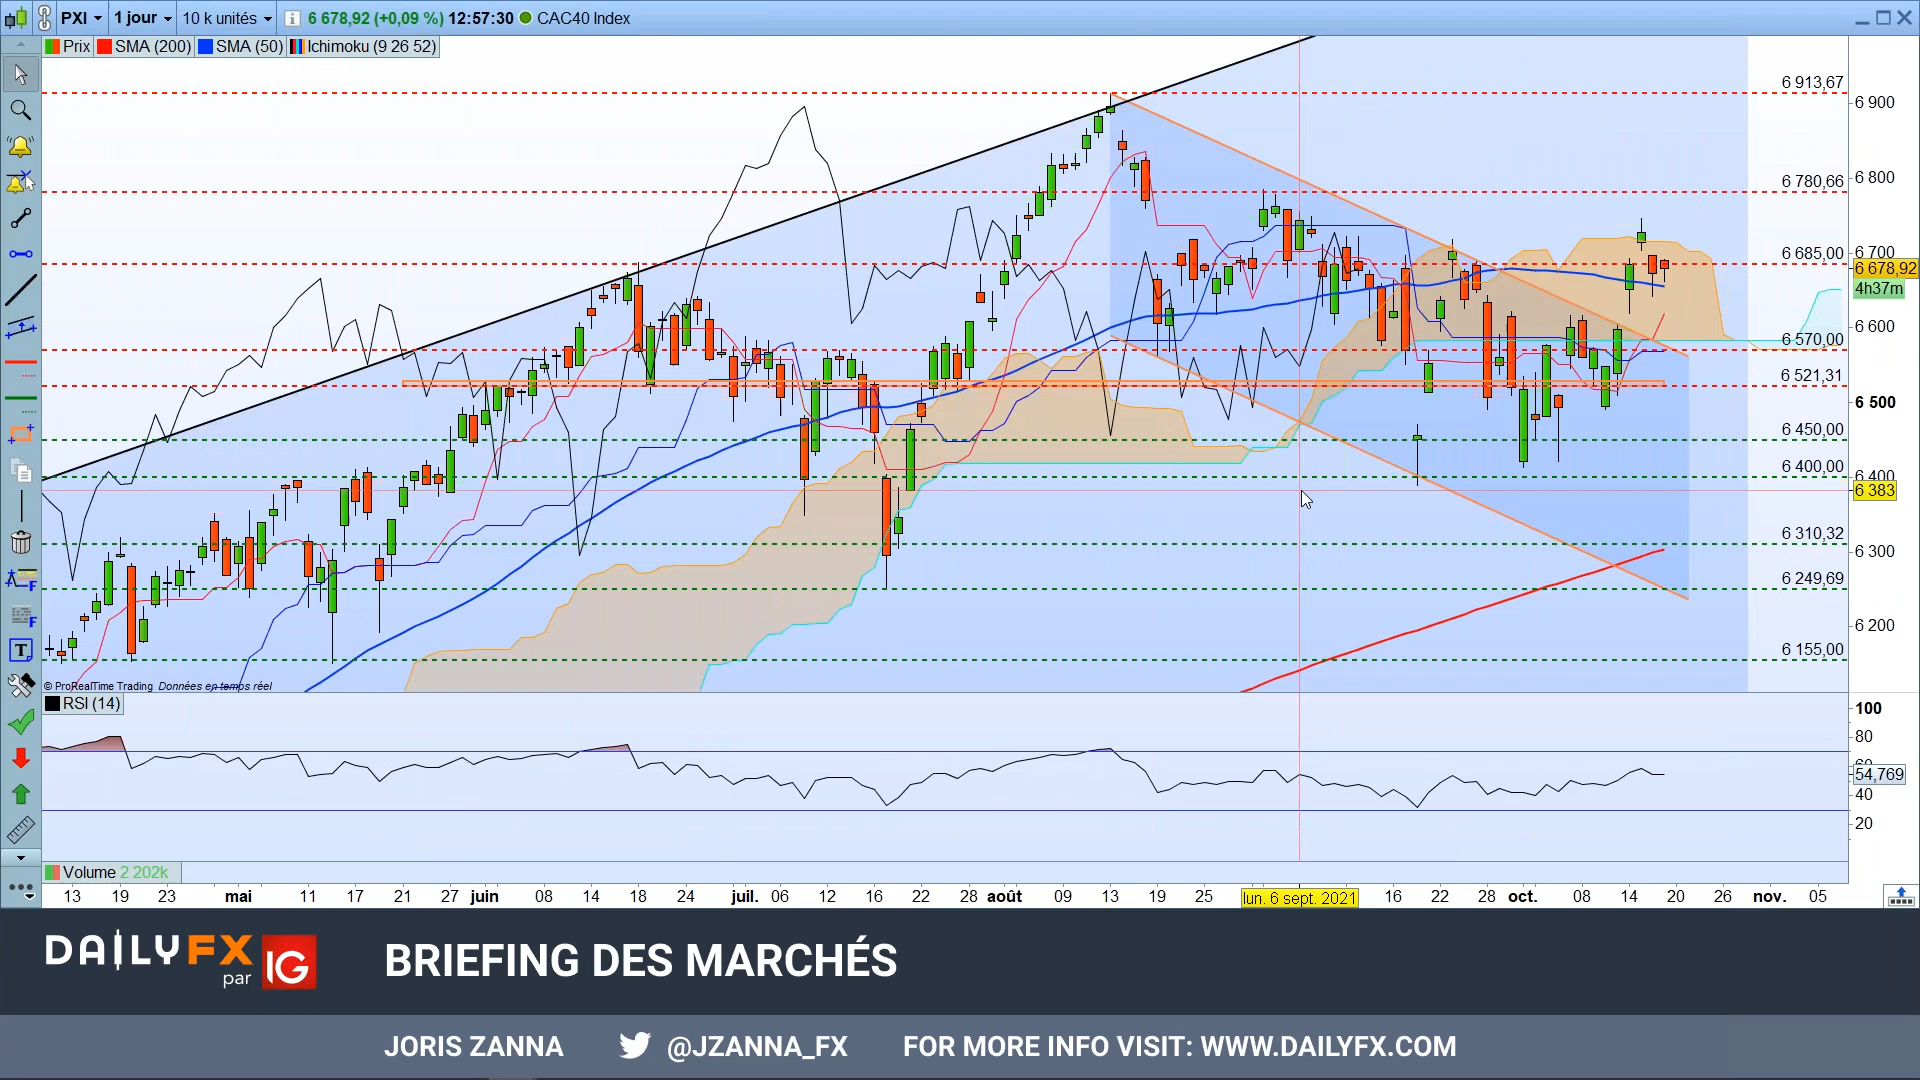 PXI 1 jour 10 k unités 6 678,92 (+0,09 %) 12:57:30 CAC40 Index
Prix SMA (200) SMA (50) Ichimoku (9 26 52)
6 913,67
6 900
6 780,66
6 800
6 685,00
6 700
6 678,92
4h37m
6 600
6 570,00
6 521,31
6 500
6 450,00
6 400,00
6 400
6 383
6 310,32
6 300
6 249,69
6 200
6 155,00
© ProRealTime Trading Données en temps réel
RSI (14)
100
80
60
54,769
40
20
Volume 2 202k
13 19 23 mai 11 17 21 27 juin 08 14 18 24 juil. 06 12 16 22 28 août 09 13 19 25 lun. 6 sept. 2021 16 22 28 oct. 08 14 20 26 nov. 05
DAILYFX
par IG
BRIEFING DES MARCHÉS
JORIS ZANNA @JZANNA_FX FOR MORE INFO VISIT: WWW.DAILYFX.COM